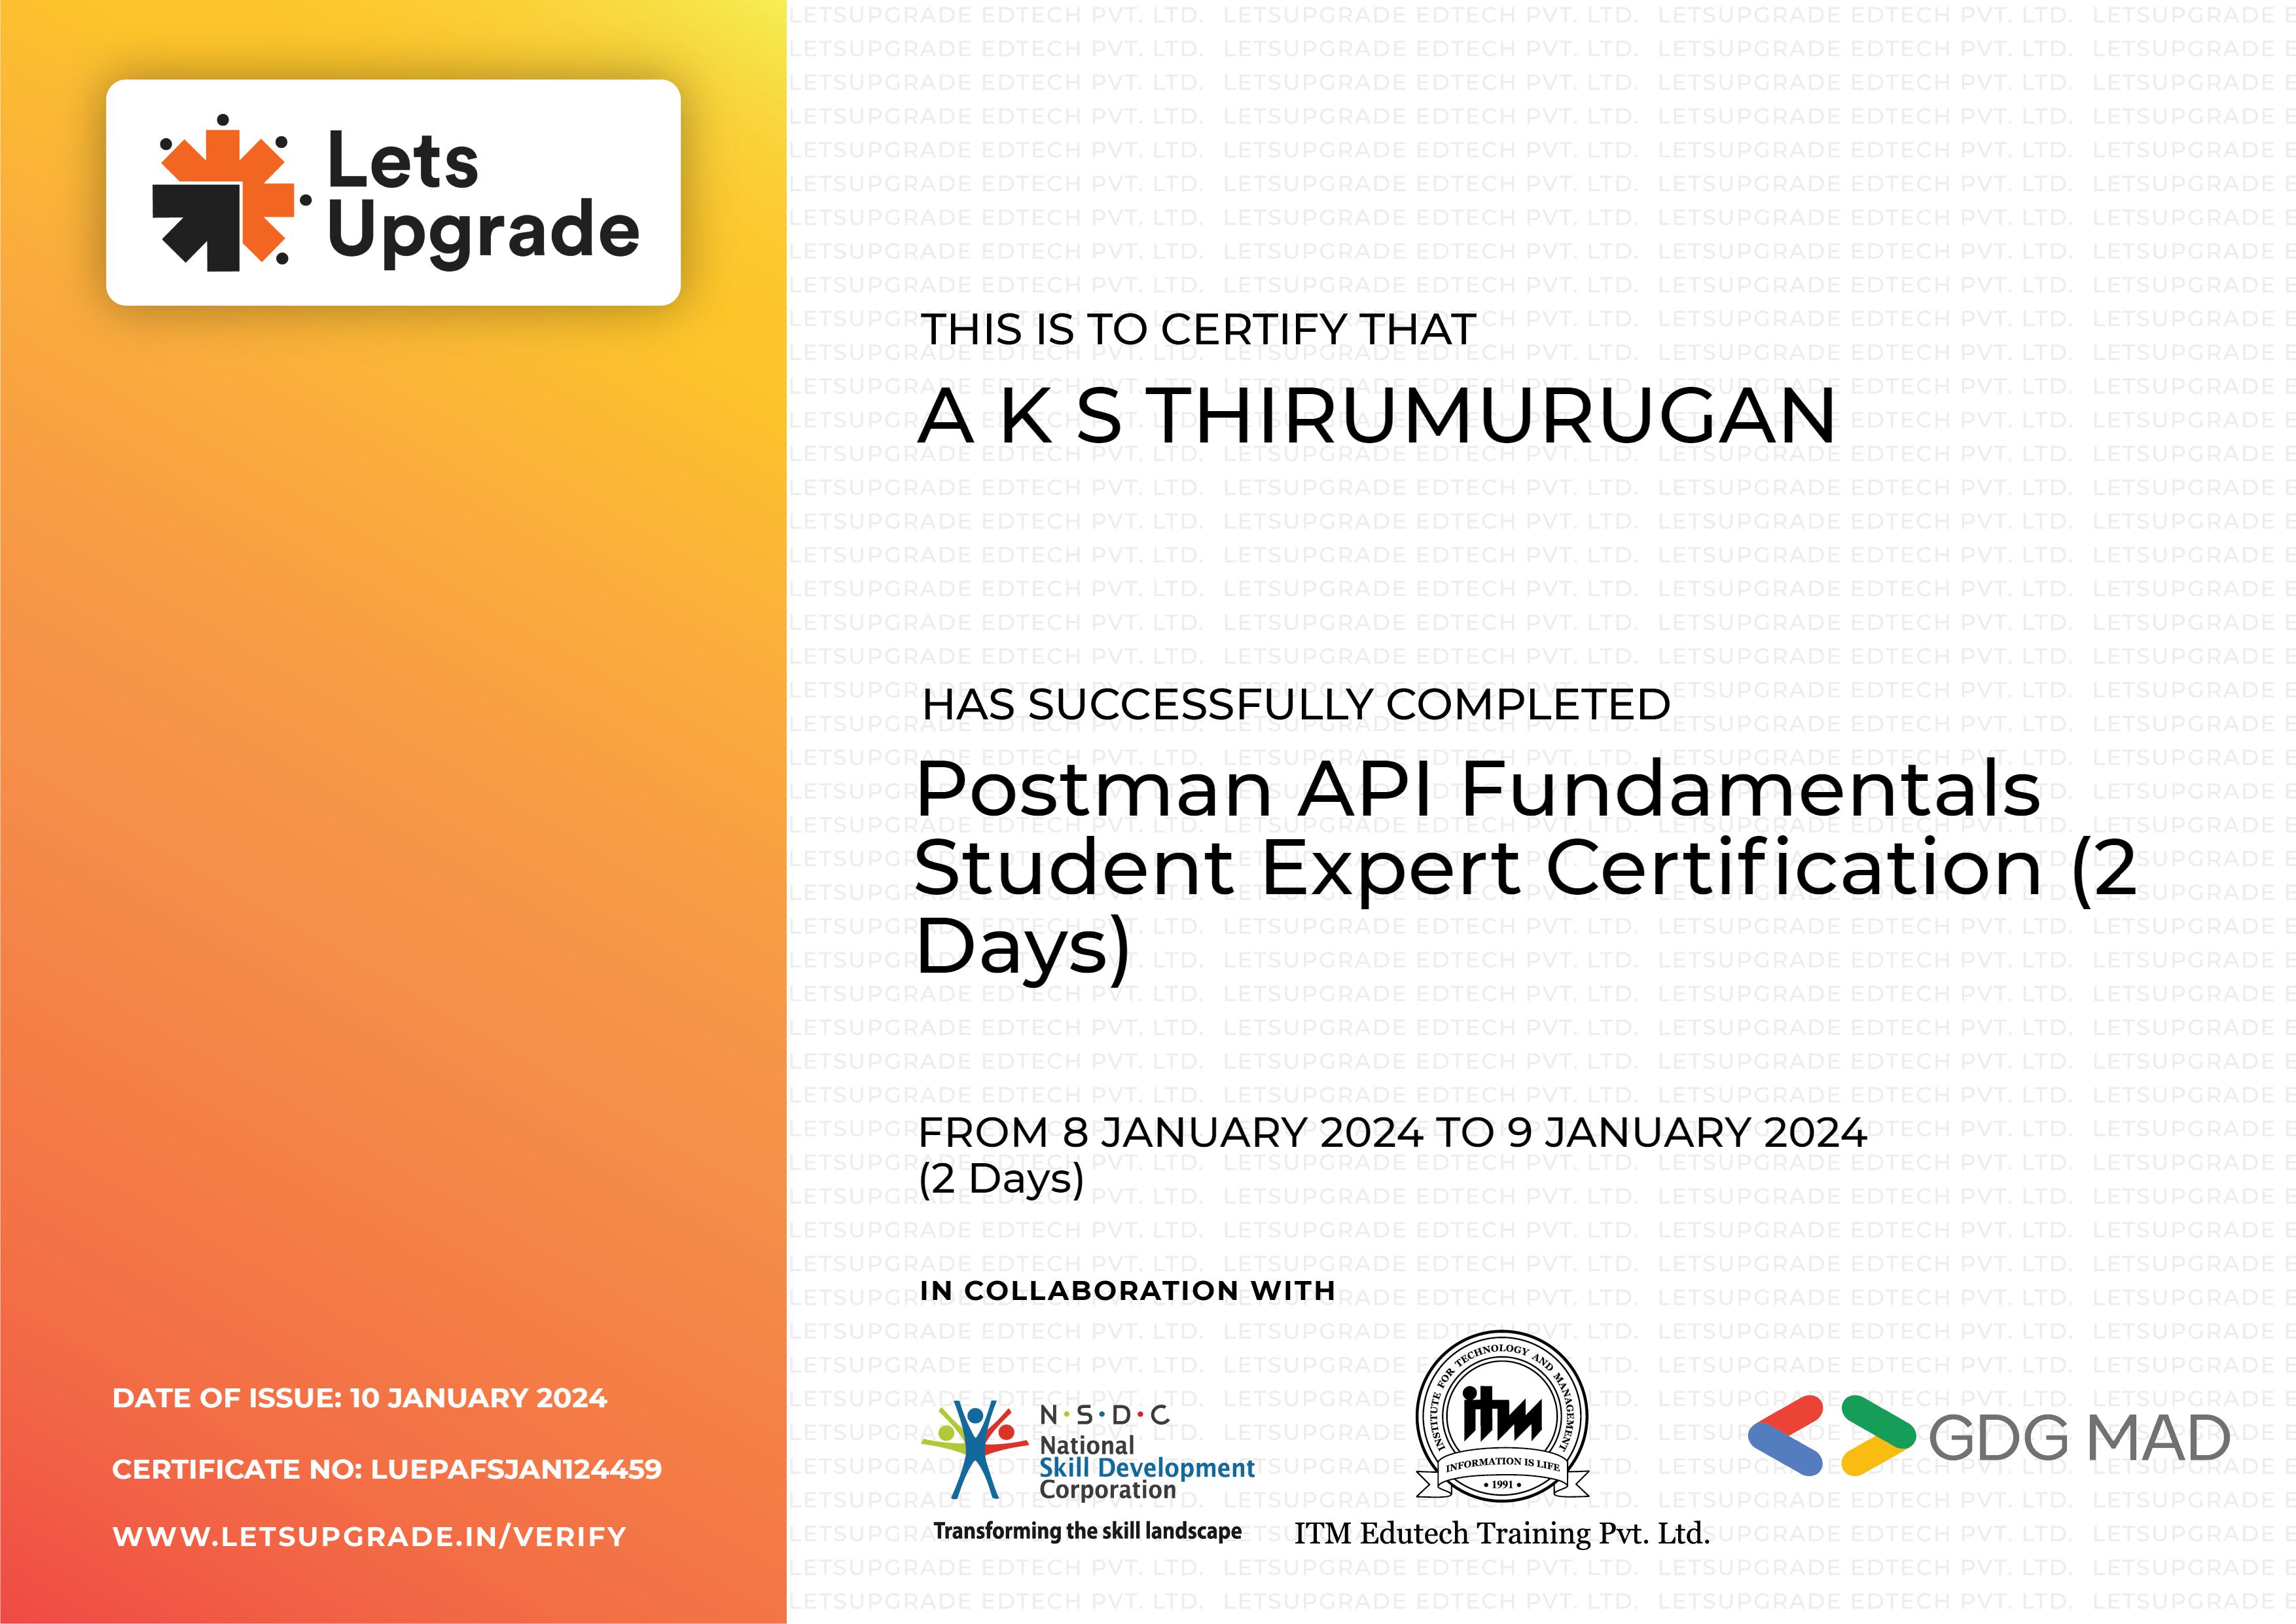 Lets
Upgrade
THIS IS TO CERTIFY THAT
A K S THIRUMURUGAN
HAS SUCCESSFULLY COMPLETED
Postman API Fundamentals
Student Expert Certification (2
Days)
FROM 8 JANUARY 2024 TO 9 JANUARY 2024
(2 Days)
IN COLLABORATION WITH
DATE OF ISSUE: 10 JANUARY 2024
CERTIFICATE NO: LUEPAFSJAN124459
WWW.LETSUPGRADE.IN/VERIFY
N·S·D·C
National
Skill Development
Corporation
Transforming the skill landscape
INSTITUTE FOR TECHNOLOGY AND MANAGEMENT
itm
INFORMATION IS LIFE
• 1991 •
ITM Edutech Training Pvt. Ltd.
GDG MAD
LETSUPGRADE EDTECH PVT. LTD.